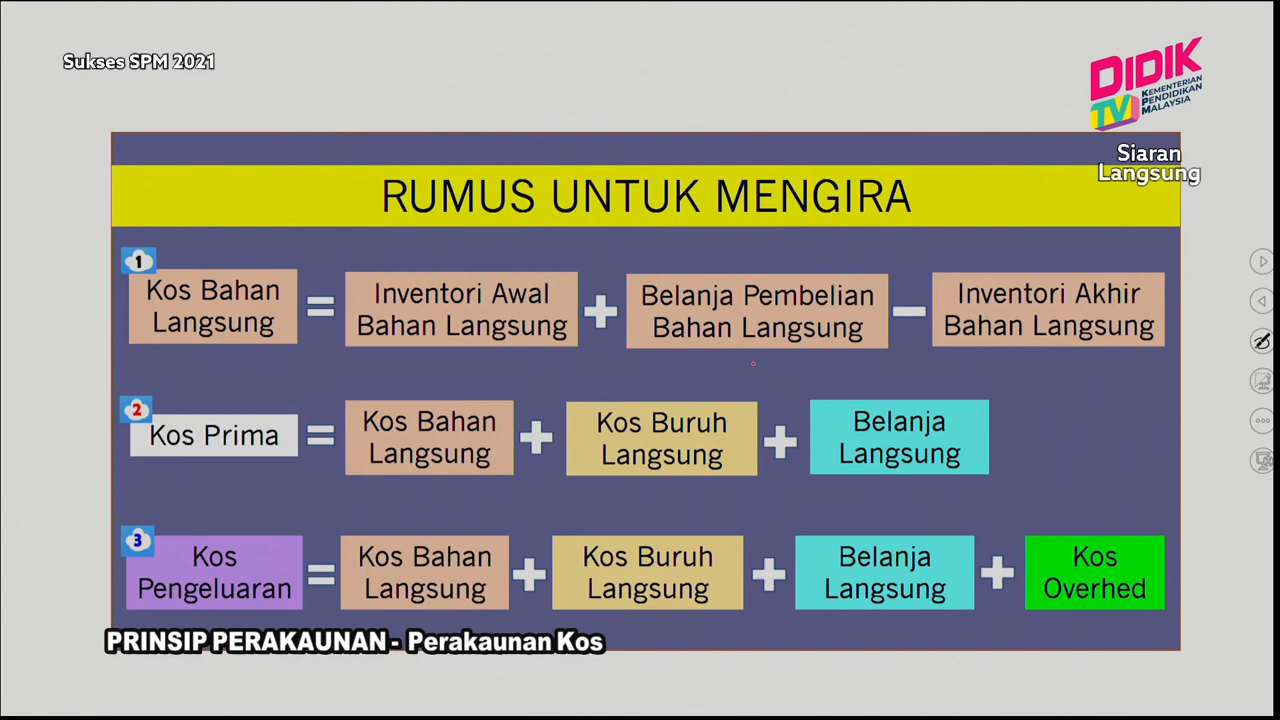 Sukses SPM 2021
DIDIK
TV
KEMENTERIAN
PENDIDIKAN
MALAYSIA
Siaran
Langsung
RUMUS UNTUK MENGIRA
1
Kos Bahan
Langsung
=
Inventori Awal
Bahan Langsung
+
Belanja Pembelian
Bahan Langsung
−
Inventori Akhir
Bahan Langsung
2
Kos Prima
=
Kos Bahan
Langsung
+
Kos Buruh
Langsung
+
Belanja
Langsung
3
Kos
Pengeluaran
=
Kos Bahan
Langsung
+
Kos Buruh
Langsung
+
Belanja
Langsung
+
Kos
Overhed
PRINSIP PERAKAUNAN - Perakaunan Kos